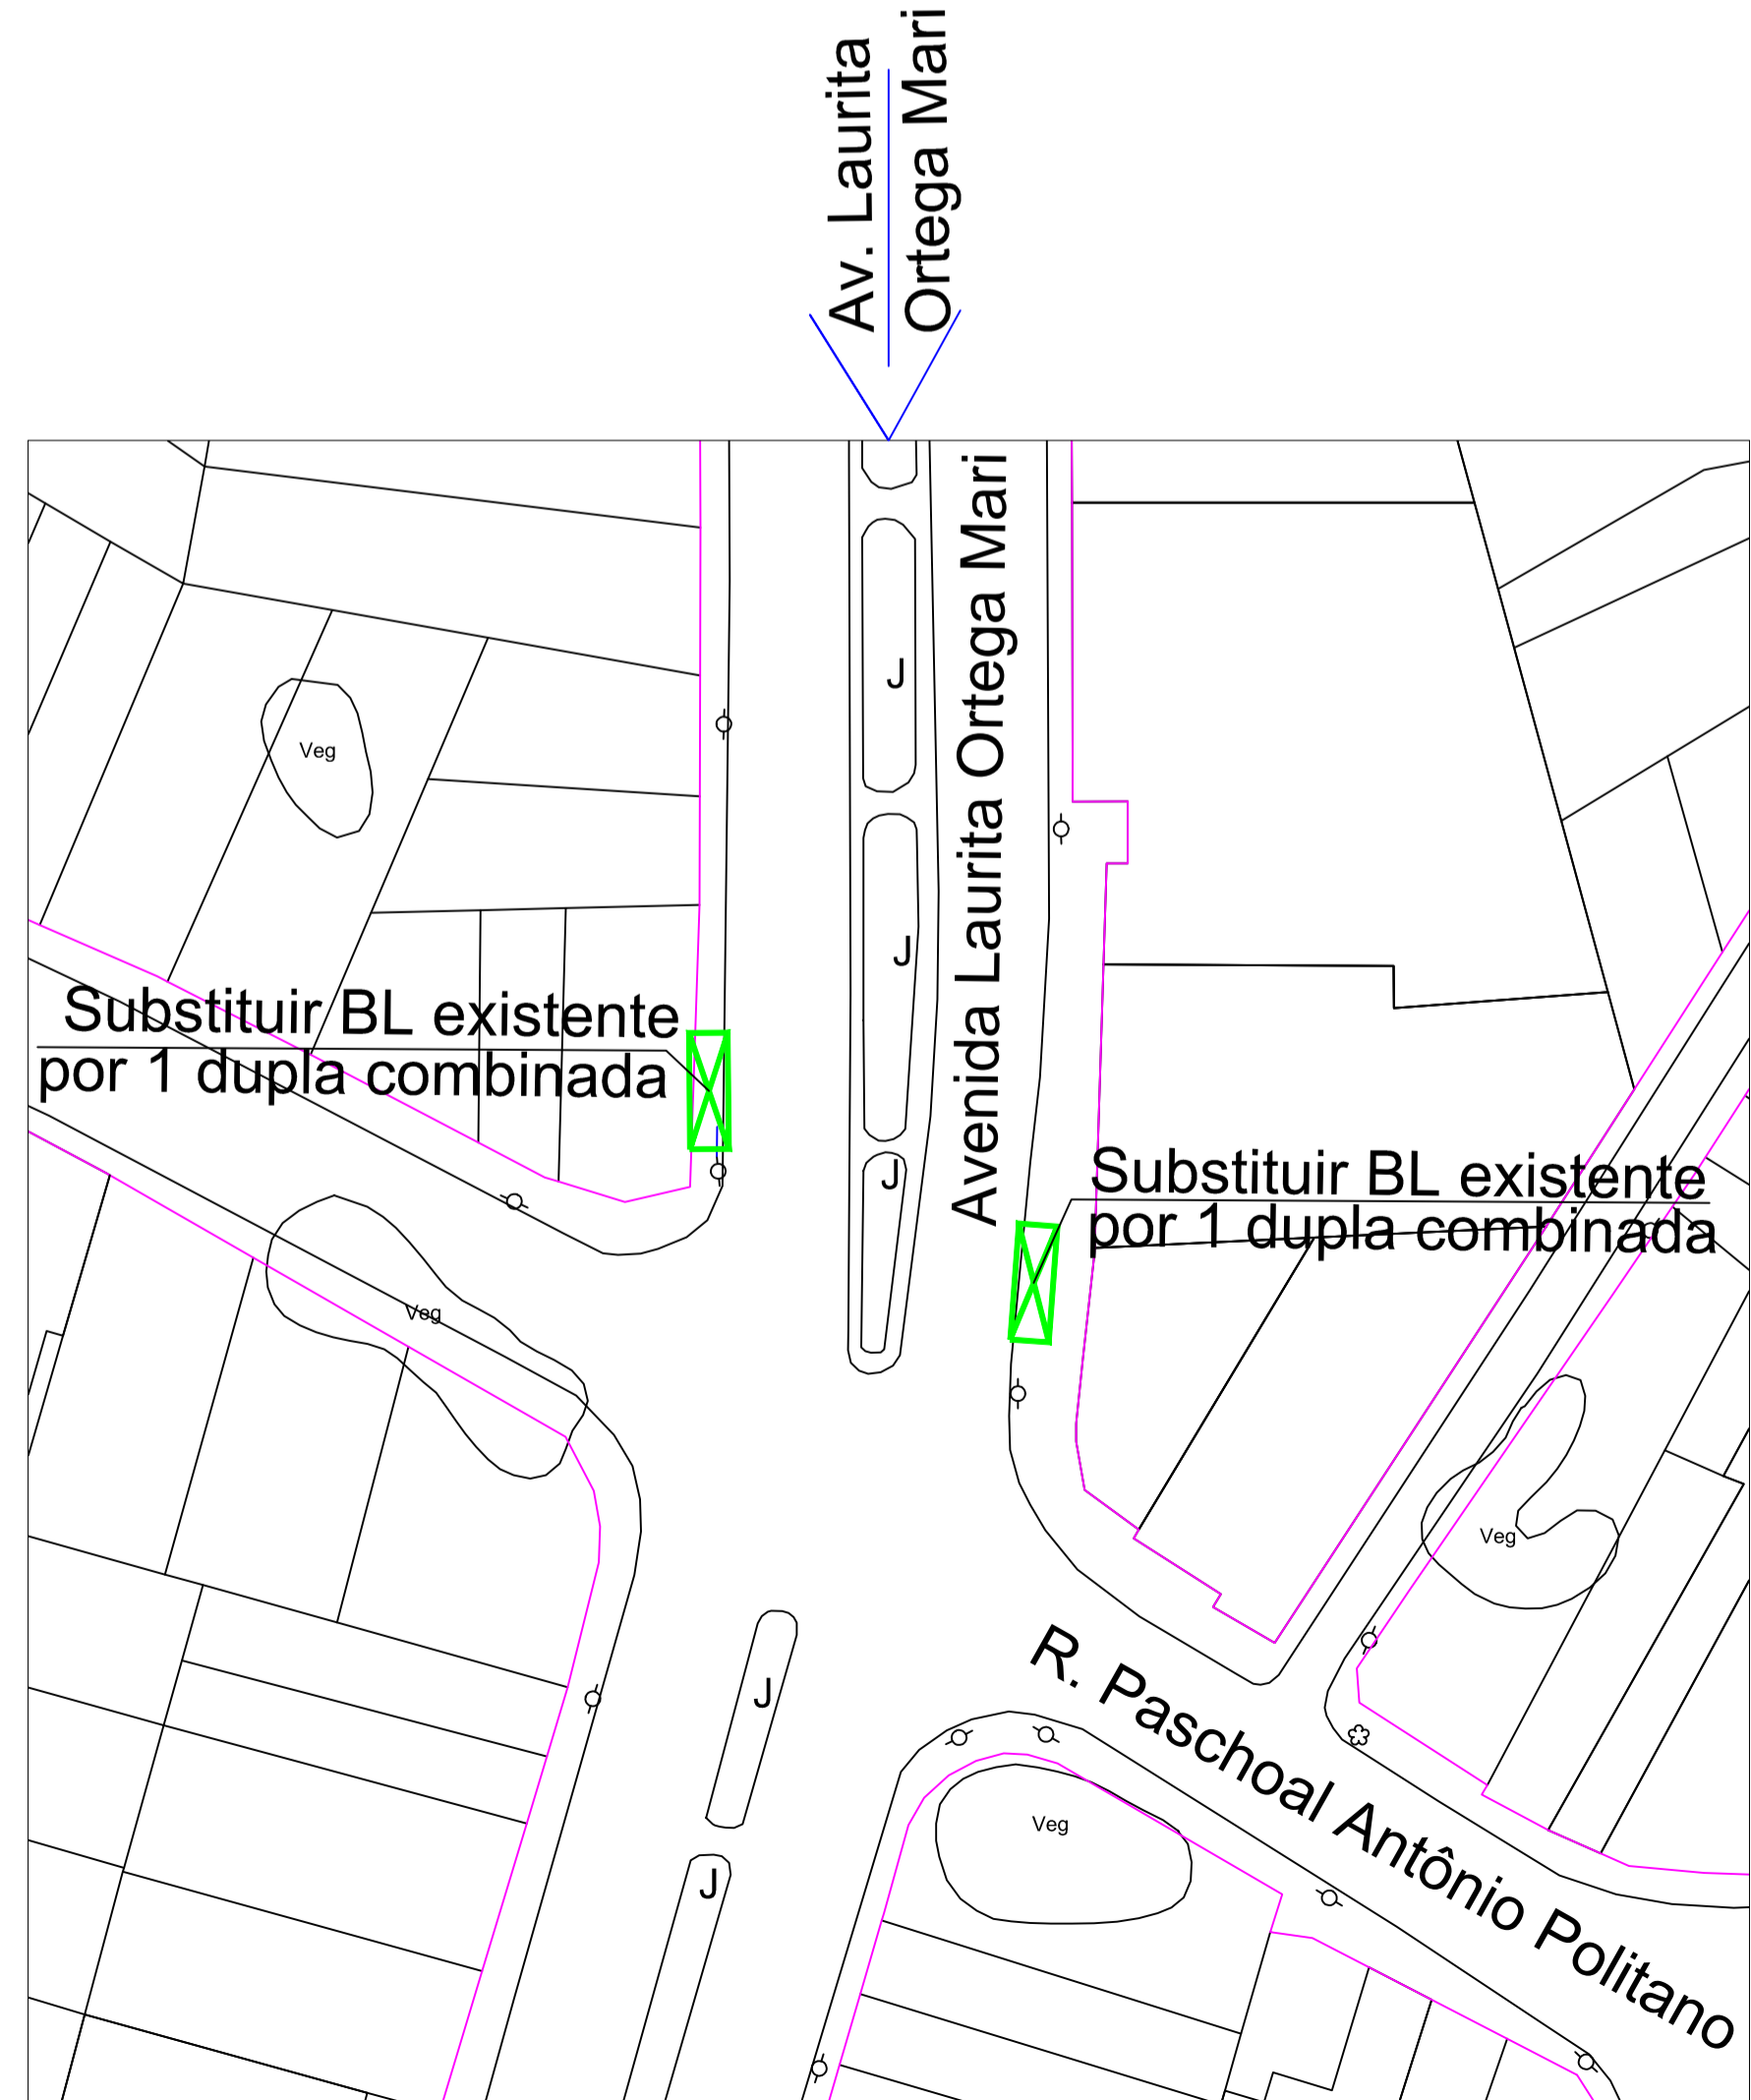 Av. Laurita
Ortega Mari
Avenida Laurita Ortega Mari
J
Veg
J
Substituir BL existente
por 1 dupla combinada
J
Substituir BL existente
por 1 dupla combinada
Veg
Veg
R. Paschoal Antônio Politano
J
Veg
J